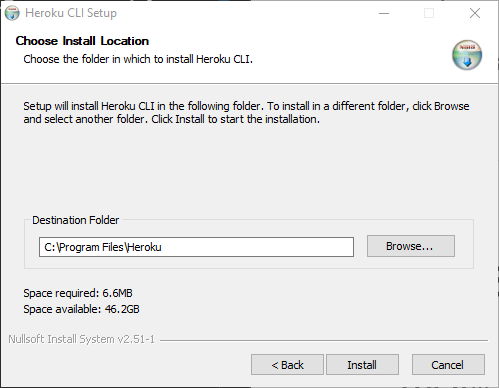 Heroku CLI Setup
Choose Install Location
Choose the folder in which to install Heroku CLI.
Setup will install Heroku CLI in the following folder. To install in a different folder, click Browse
and select another folder. Click Install to start the installation.
Destination Folder
C:\Program Files\Heroku
Browse...
Space required: 6.6MB
Space available: 46.2GB
Nullsoft Install System v2.51-1
< Back
Install
Cancel